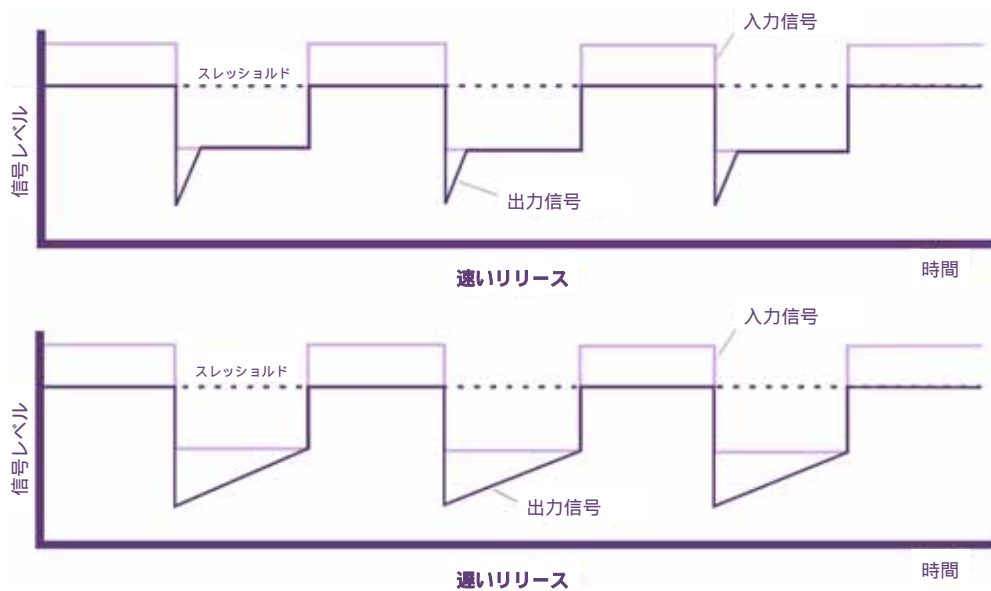 入力信号
スレッショルド
信号レベル
出力信号
時間
速いリリース
入力信号
スレッショルド
信号レベル
出力信号
時間
遅いリリース